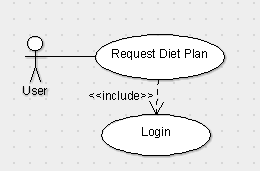 Request Diet Plan
User
<<include>>
Login